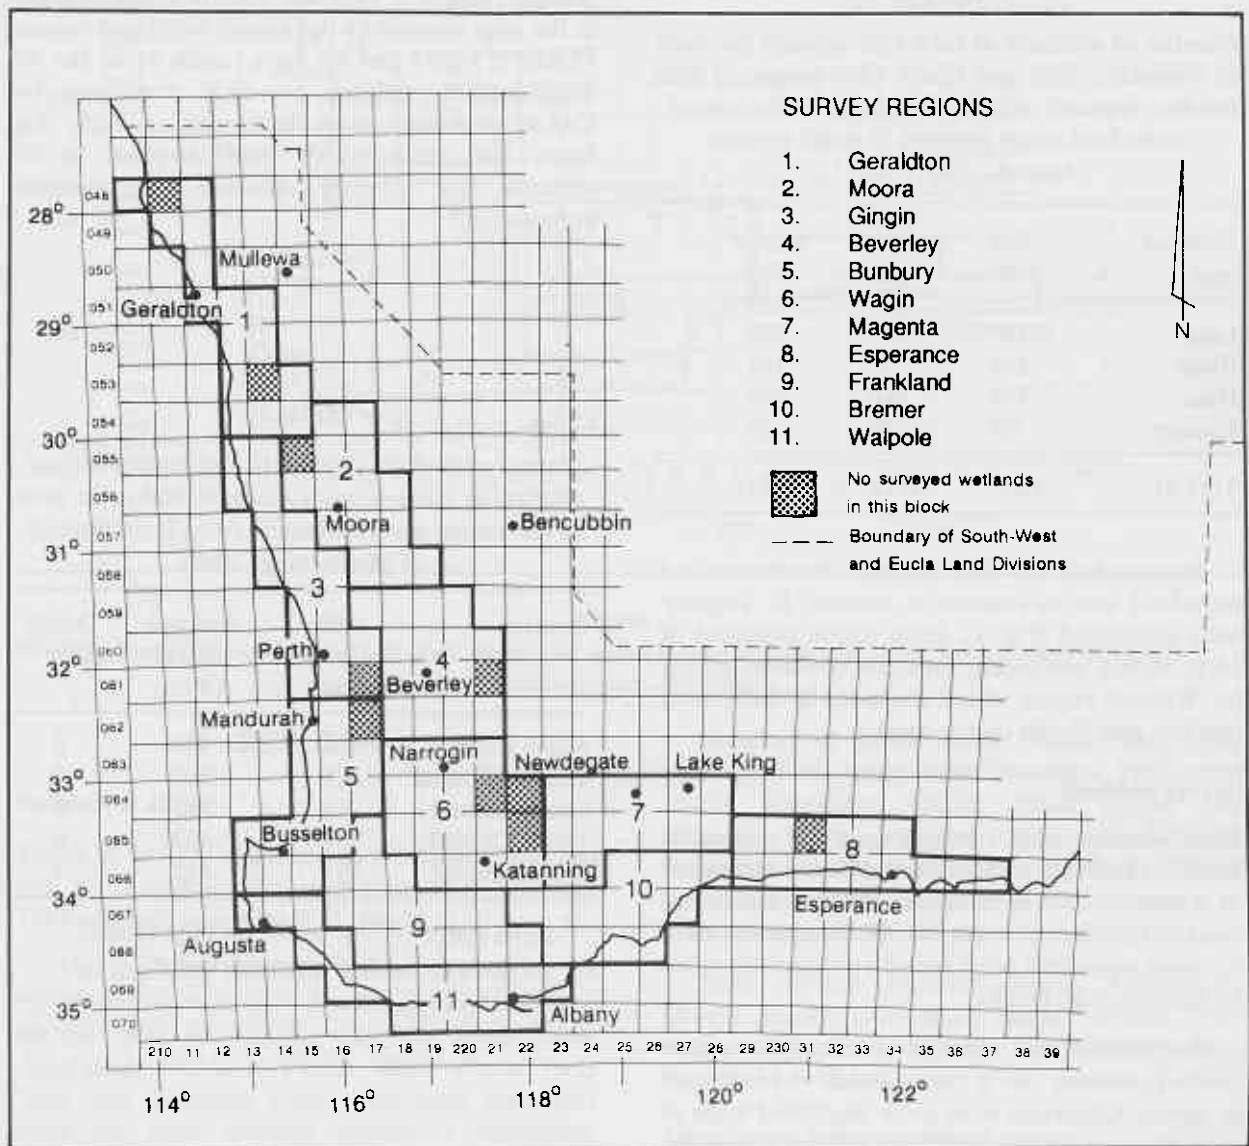 SURVEY REGIONS
1. Geraldton
2. Moora
3. Gingin
4. Beverley
5. Bunbury
6. Wagin
7. Magenta
8. Esperance
9. Frankland
10. Bremer
11. Walpole
No surveyed wetlands
in this block
Boundary of South-West
and Eucla Land Divisions
N
28°
29°
30°
31°
32°
33°
34°
35°
048
049
050
051
052
053
054
055
056
057
058
059
060
061
062
063
064
065
066
067
068
069
070
Mullewa
Geraldton
1
2
Moora
Bencubbin
3
Perth
4
Beverley
Mandurah
Narrogin
Newdegate
Lake King
5
6
7
Busselton
Katanning
8
10
Esperance
9
Augusta
11
Albany
210 11 12 13 14 15 16 17 18 19 220 21 22 23 24 25 26 27 28 29 230 31 32 33 34 35 36 37 38 39
114° 116° 118° 120° 122°